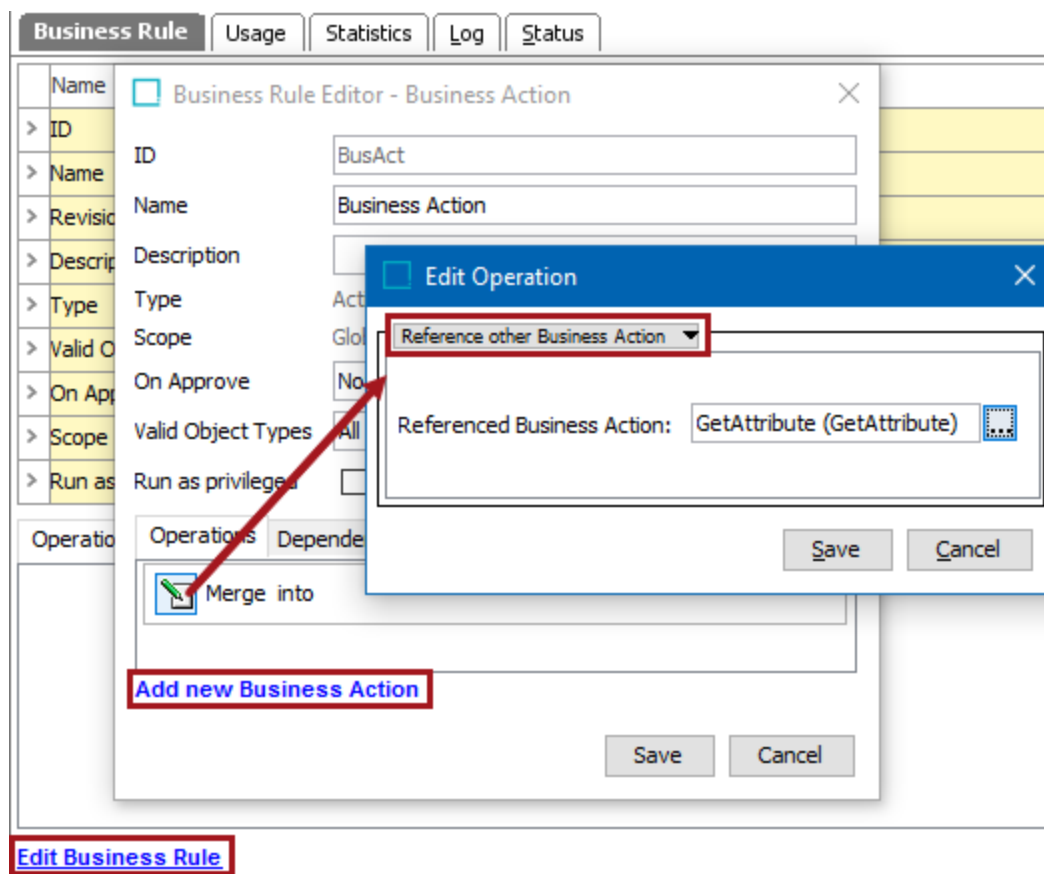 Business Rule Usage Statistics Log Status
Name
> ID
> Name
> Revisio
> Descrip
> Type
> Valid O
> On App
> Scope
> Run as
Operatio
Business Rule Editor - Business Action
ID BusAct
Name Business Action
Description
Type Act
Scope Glo
On Approve No
Valid Object Types All
Run as privileged
Operations Depende
Merge into
Add new Business Action
Save Cancel
Edit Operation
Reference other Business Action
Referenced Business Action: GetAttribute (GetAttribute) ...
Save Cancel
Edit Business Rule